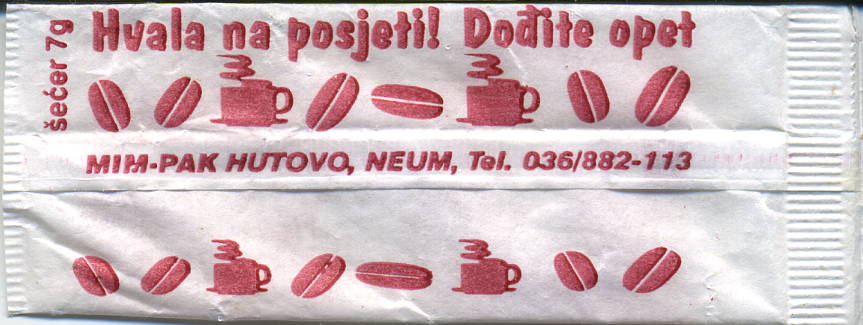 Hvala na posjeti! Dođite opet
šećer 7g
MIM-PAK HUTOVO, NEUM, Tel. 036/882-113